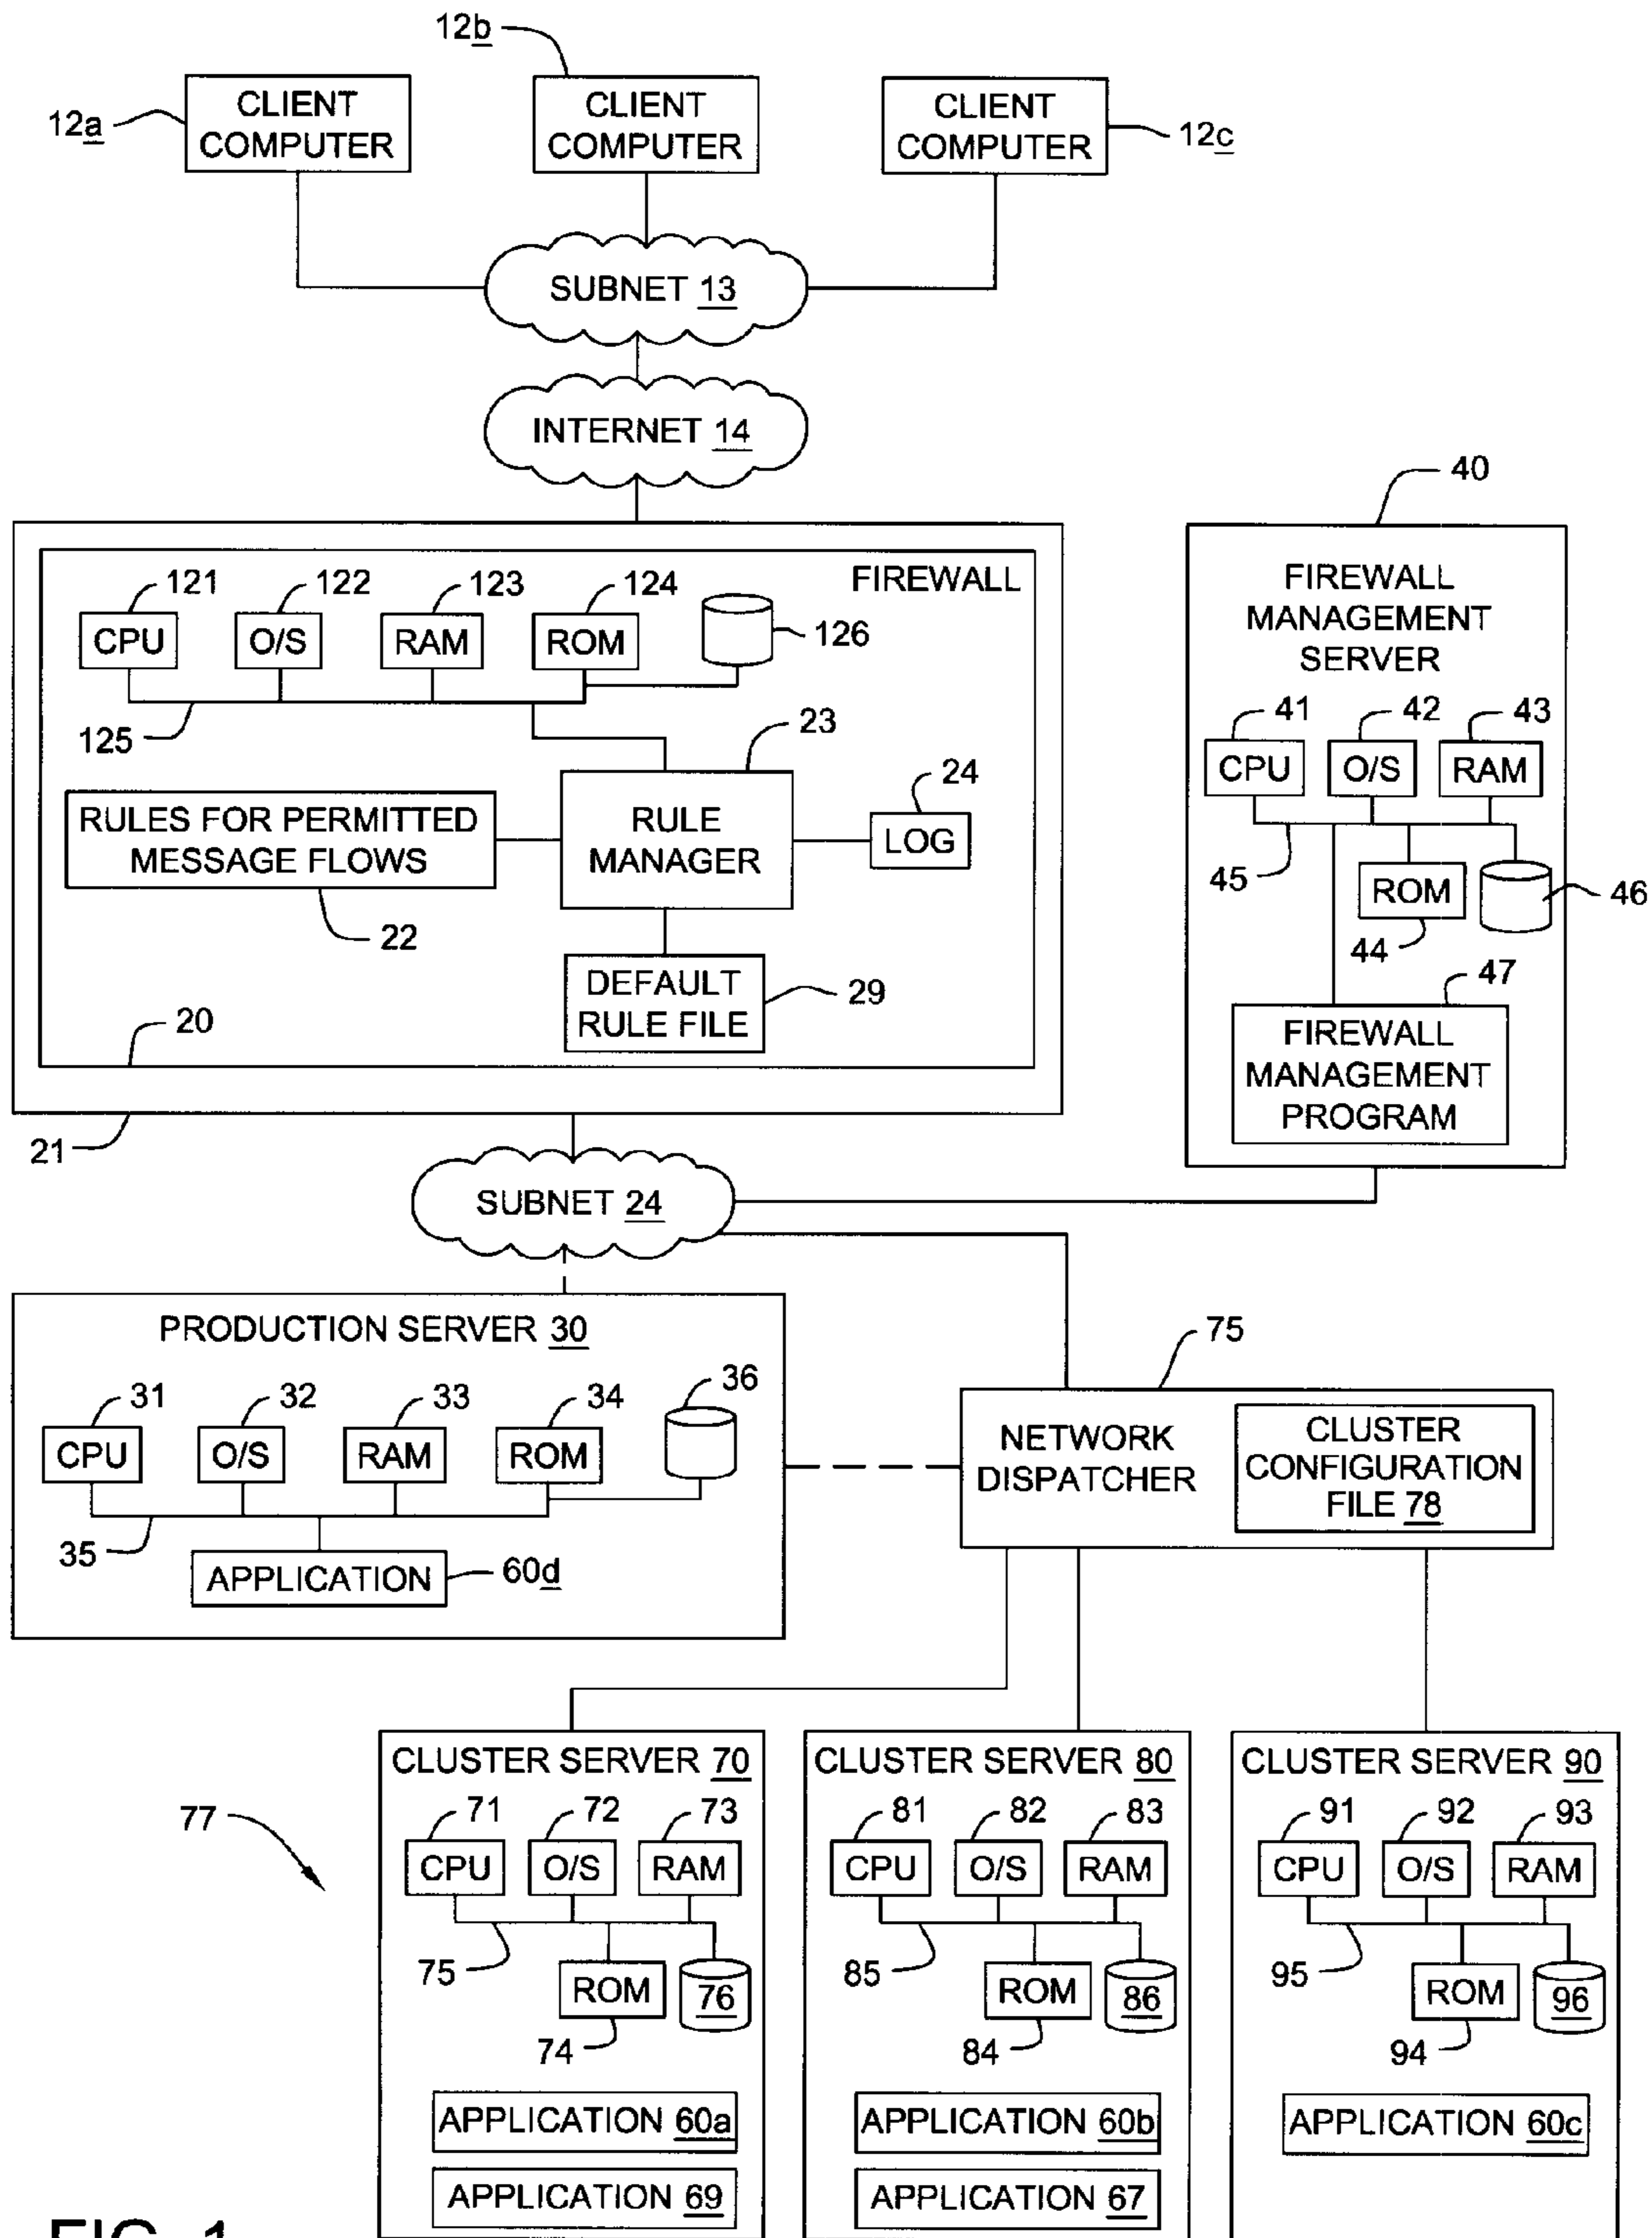 12b
12a
CLIENT
COMPUTER
CLIENT
COMPUTER
CLIENT
COMPUTER
12c
SUBNET 13
INTERNET 14
40
FIREWALL
121
122
123
124
CPU
O/S
RAM
ROM
126
125
23
24
RULES FOR PERMITTED
MESSAGE FLOWS
RULE
MANAGER
LOG
22
DEFAULT
RULE FILE
29
20
21
FIREWALL
MANAGEMENT
SERVER
41
42
43
CPU
O/S
RAM
45
ROM
46
44
47
FIREWALL
MANAGEMENT
PROGRAM
SUBNET 24
PRODUCTION SERVER 30
31
32
33
34
36
CPU
O/S
RAM
ROM
35
APPLICATION
60d
75
NETWORK
DISPATCHER
CLUSTER
CONFIGURATION
FILE 78
77
CLUSTER SERVER 70
71
72
73
CPU
O/S
RAM
75
ROM
76
74
APPLICATION 60a
APPLICATION 69
CLUSTER SERVER 80
81
82
83
CPU
O/S
RAM
85
ROM
86
84
APPLICATION 60b
APPLICATION 67
CLUSTER SERVER 90
91
92
93
CPU
O/S
RAM
95
ROM
96
94
APPLICATION 60c
FIG. 1